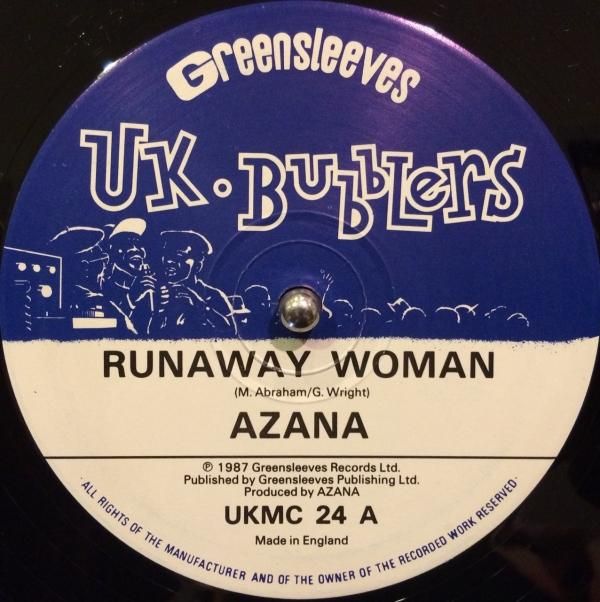 Greensleeves
UK·BubbLers
RUNAWAY WOMAN
(M. Abraham/G. Wright)
AZANA
℗ 1987 Greensleeves Records Ltd.
Published by Greensleeves Publishing Ltd.
Produced by AZANA
UKMC 24 A
Made in England
·ALL RIGHTS OF THE MANUFACTURER AND OF THE OWNER OF THE RECORDED WORK RESERVED·